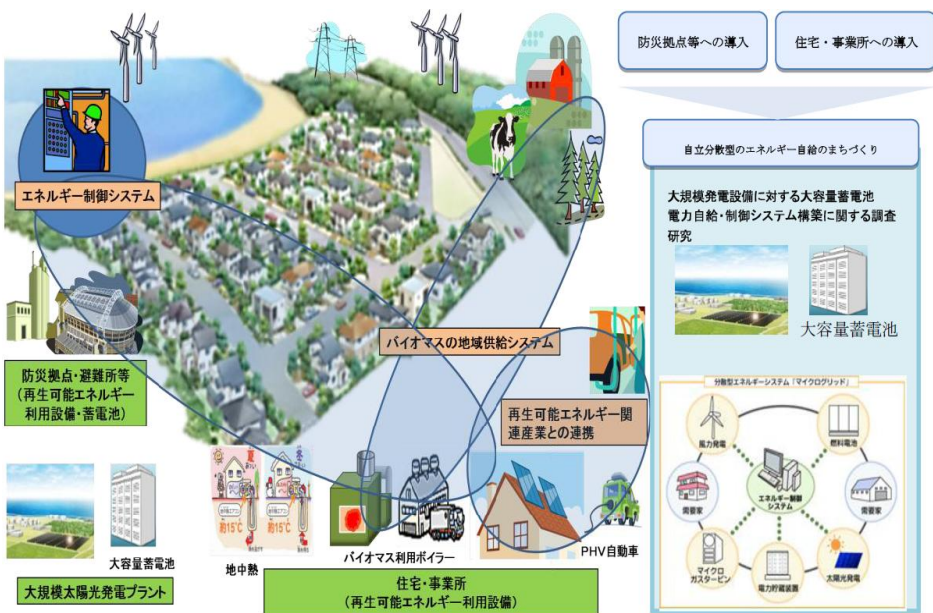 防災拠点等への導入
住宅・事業所への導入
自立分散型のエネルギー自給のまちづくり
大規模発電設備に対する大容量蓄電池
電力自給・制御システム構築に関する調査
研究
大容量蓄電池
分散型エネルギーシステム「マイクログリッド」
風力発電
燃料電池
需要家
エネルギー制御
システム
需要家
マイクロ
ガスタービン
電力貯蔵装置
太陽光発電
エネルギー制御システム
バイオマスの地域供給システム
防災拠点・避難所等
(再生可能エネルギー
利用設備・蓄電池)
再生可能エネルギー関
連産業との連携
夏
冬
約15℃
約15℃
大容量蓄電池
地中熱
バイオマス利用ボイラー
PHV自動車
大規模太陽光発電プラント
住宅・事業所
(再生可能エネルギー利用設備)